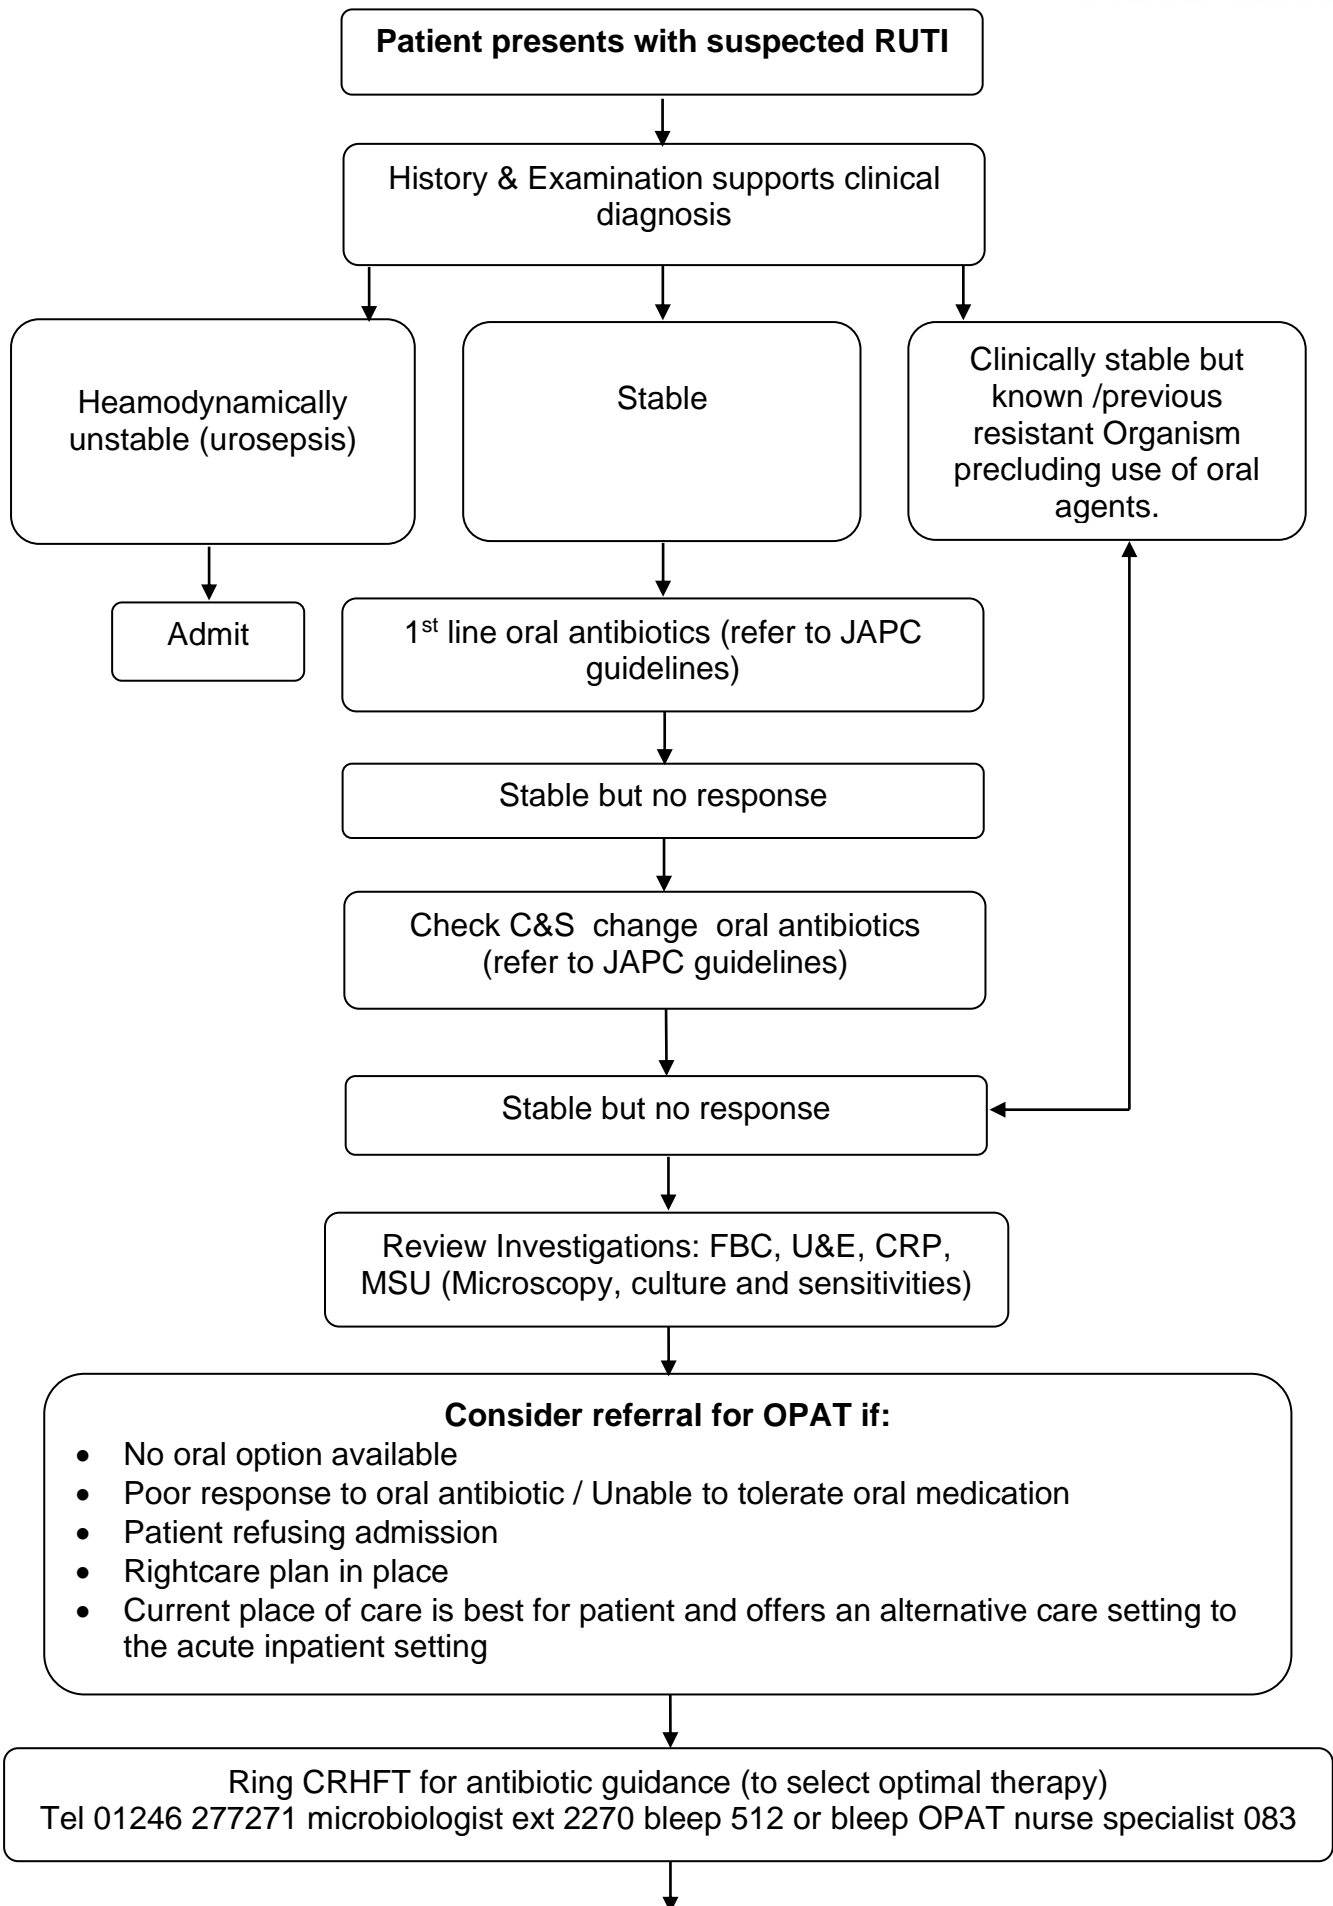 Patient presents with suspected RUTI
History & Examination supports clinical
diagnosis
Heamodynamically
unstable (urosepsis)
Stable
Clinically stable but
known /previous
resistant Organism
precluding use of oral
agents.
Admit
1st line oral antibiotics (refer to JAPC
guidelines)
Stable but no response
Check C&S  change  oral antibiotics
(refer to JAPC guidelines)
Stable but no response
Review Investigations: FBC, U&E, CRP,
MSU (Microscopy, culture and sensitivities)
Consider referral for OPAT if:
• No oral option available
• Poor response to oral antibiotic / Unable to tolerate oral medication
• Patient refusing admission
• Rightcare plan in place
• Current place of care is best for patient and offers an alternative care setting to
the acute inpatient setting
Ring CRHFT for antibiotic guidance (to select optimal therapy)
Tel 01246 277271 microbiologist ext 2270 bleep 512 or bleep OPAT nurse specialist 083